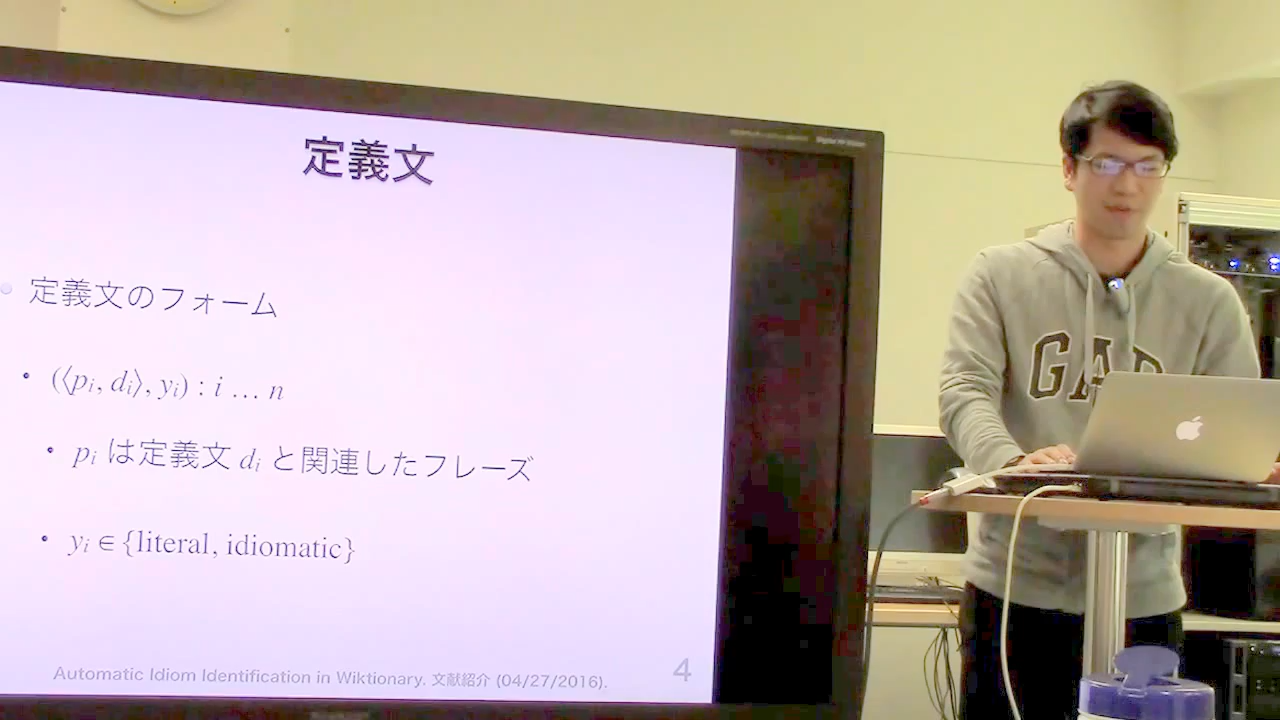 定義文
定義文のフォーム
(⟨pᵢ, dᵢ⟩, yᵢ) : i … n
pᵢ は定義文 dᵢ と関連したフレーズ
yᵢ ∈ {literal, idiomatic}
Automatic Idiom Identification in Wiktionary. 文献紹介 (04/27/2016).
4
GAP